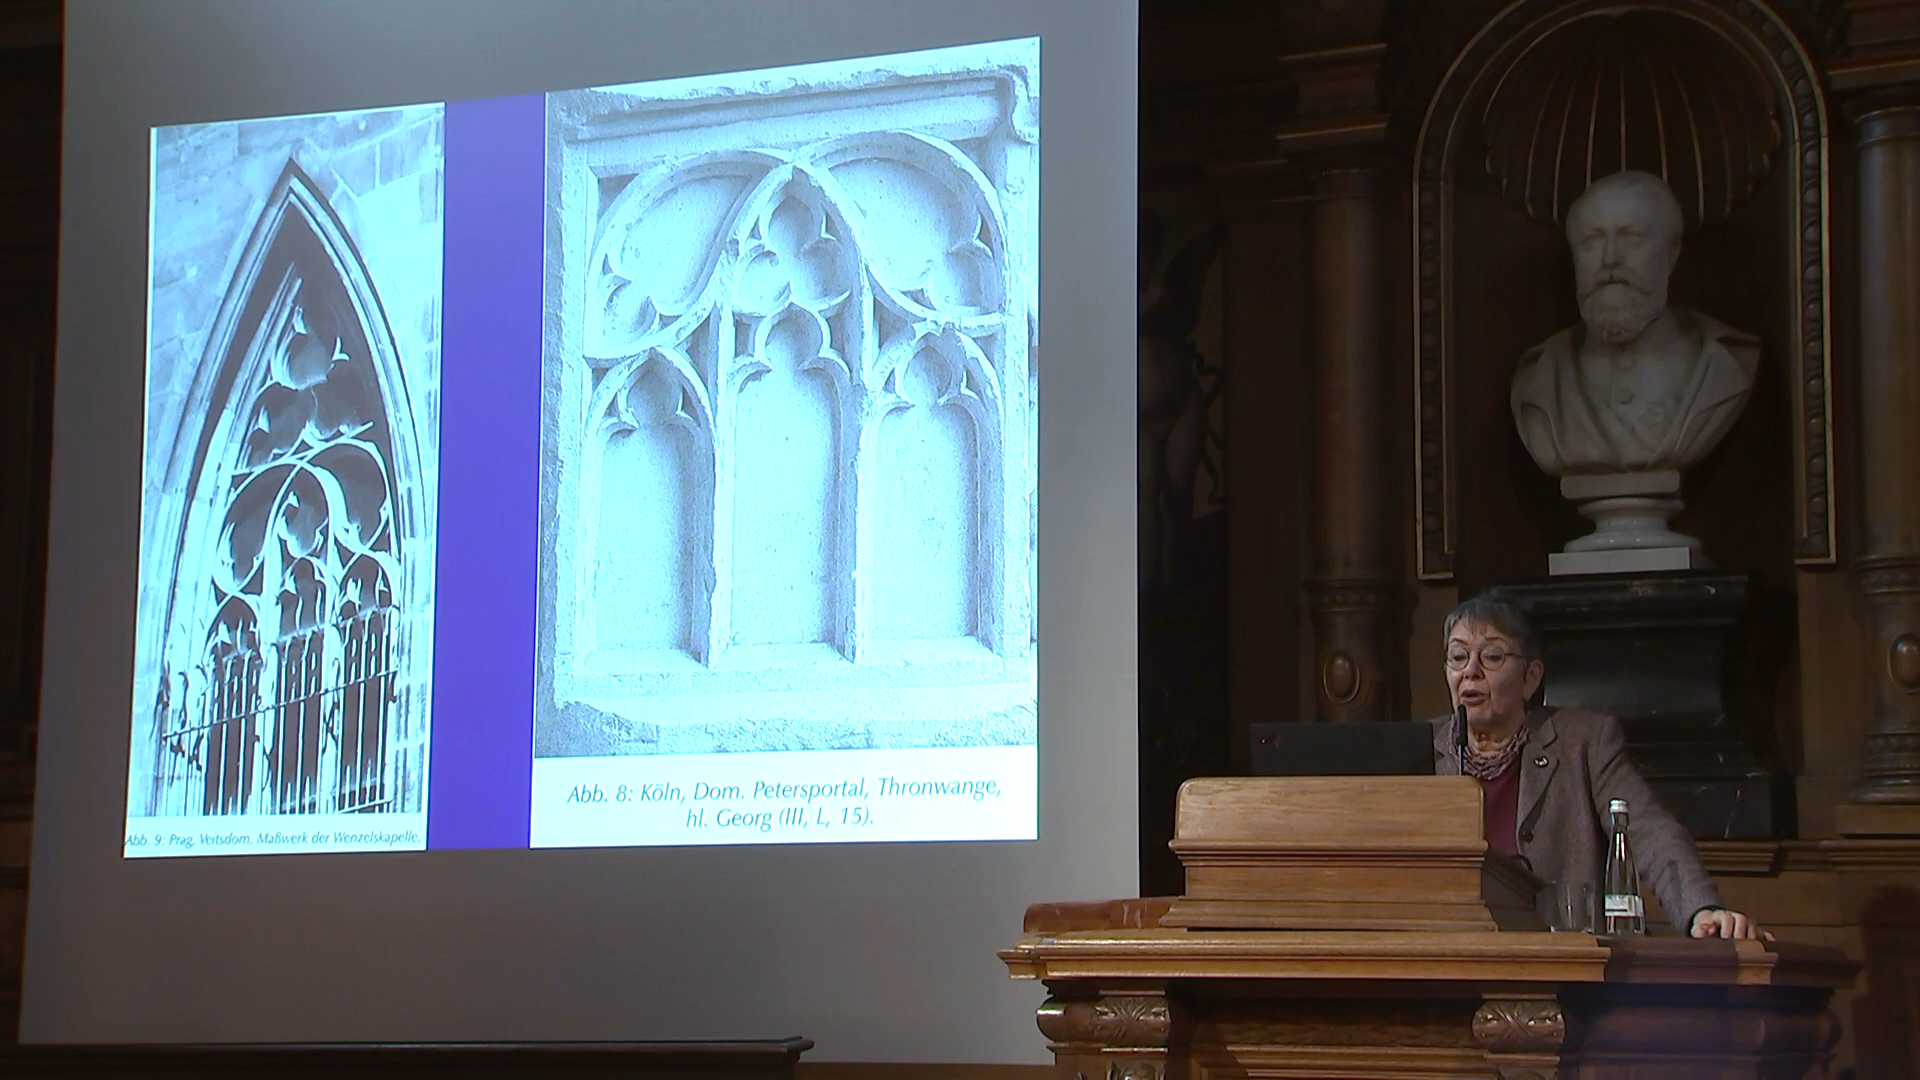 Abb. 9: Prag, Veitsdom. Maßwerk der Wenzelskapelle.
Abb. 8: Köln, Dom. Petersportal, Thronwange,
hl. Georg (III, L, 15).